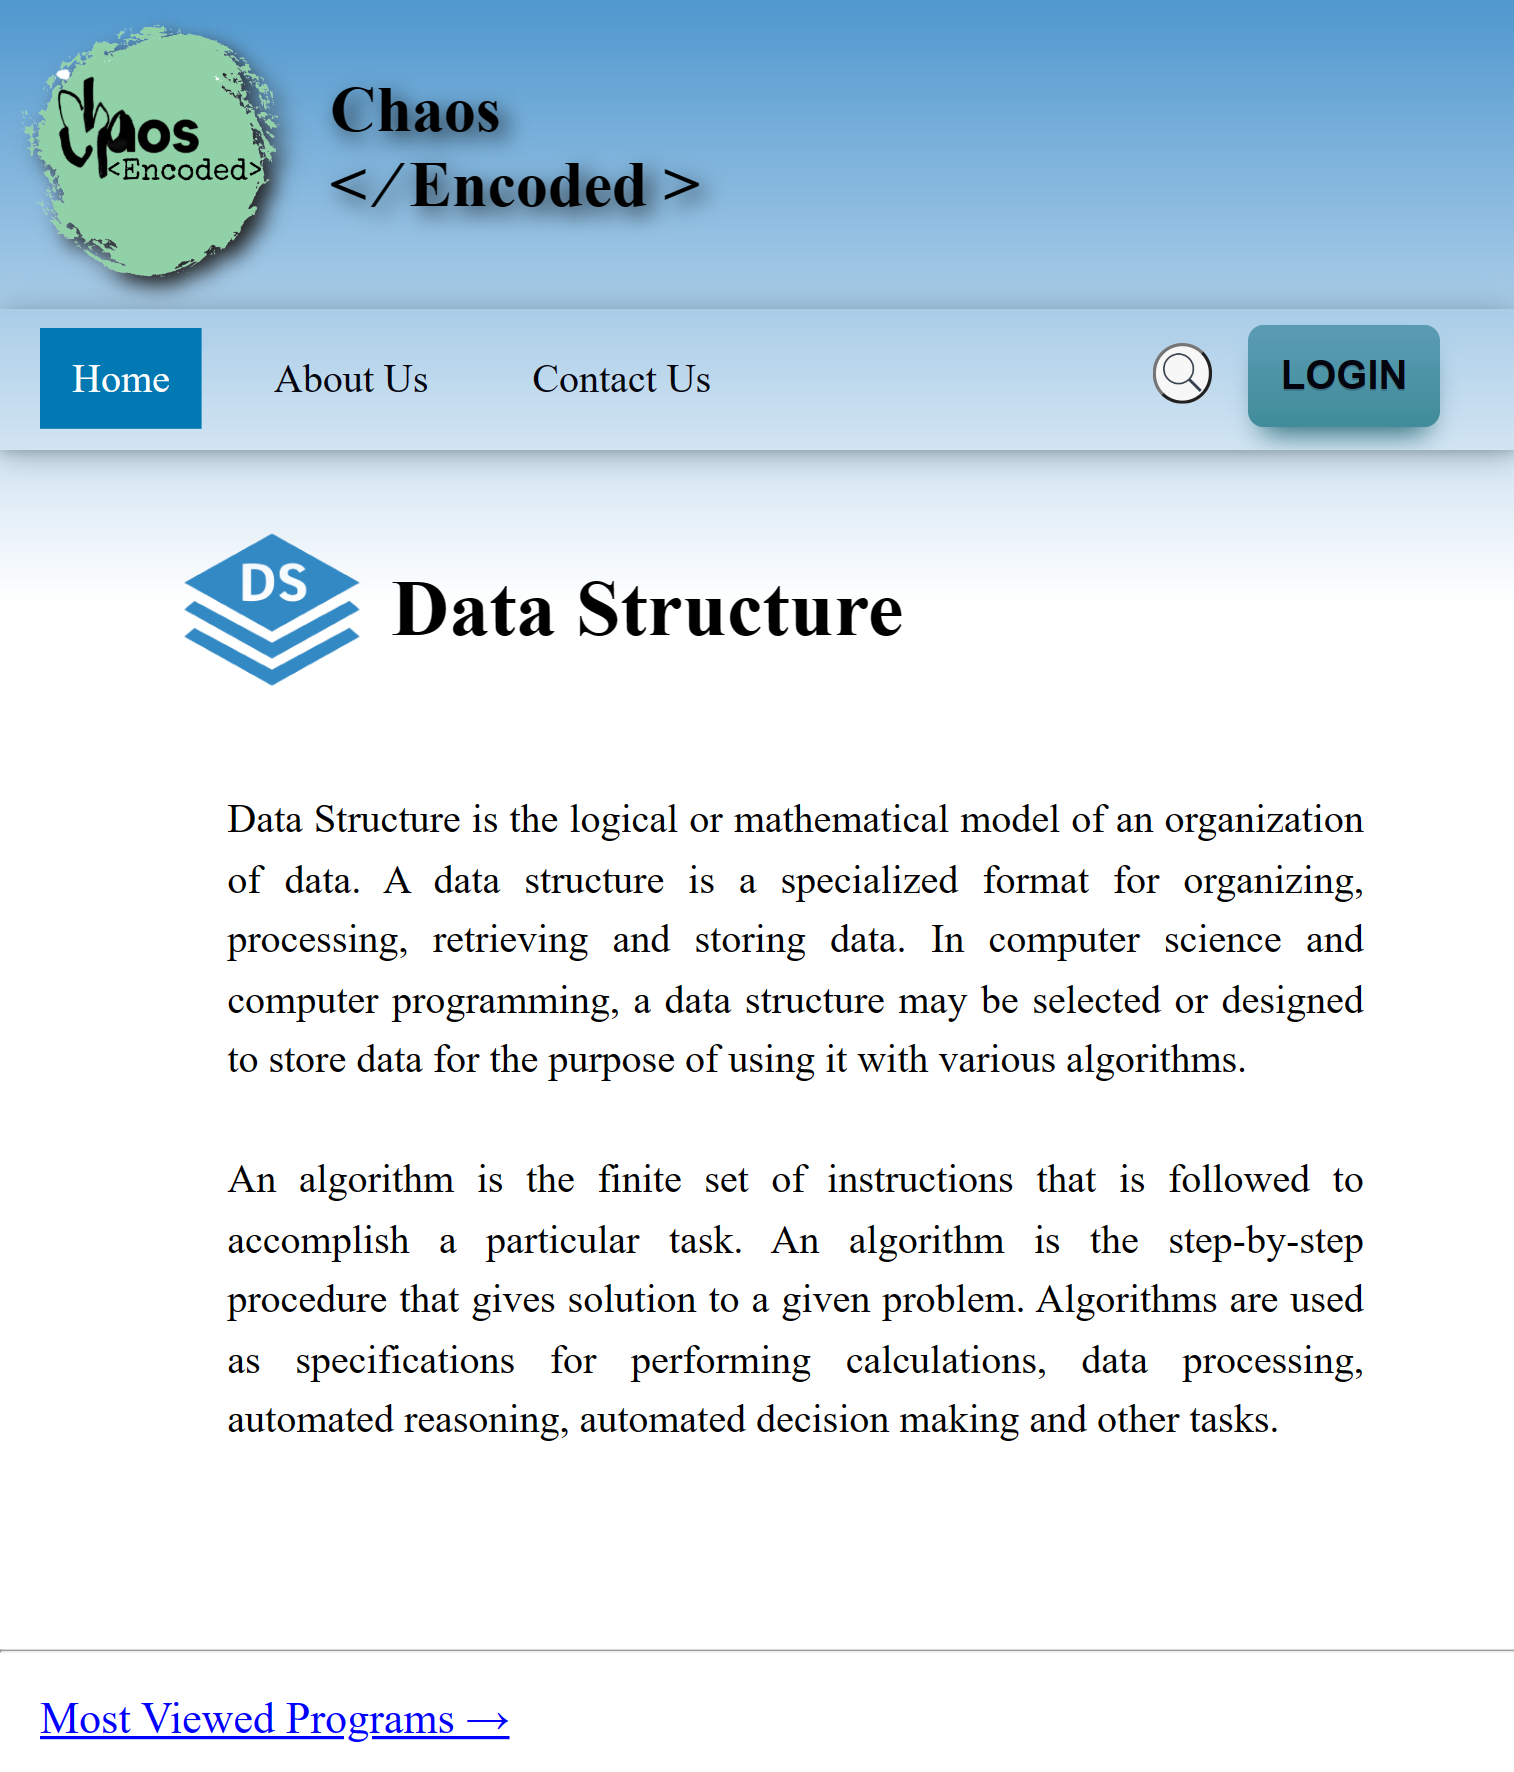 Chaos
<Encoded>
Chaos
</Encoded >
Home
About Us
Contact Us
LOGIN
DS
Data Structure
Data Structure is the logical or mathematical model of an organization
of data. A data structure is a specialized format for organizing,
processing, retrieving and storing data. In computer science and
computer programming, a data structure may be selected or designed
to store data for the purpose of using it with various algorithms.
An algorithm is the finite set of instructions that is followed to
accomplish a particular task. An algorithm is the step-by-step
procedure that gives solution to a given problem. Algorithms are used
as specifications for performing calculations, data processing,
automated reasoning, automated decision making and other tasks.
Most Viewed Programs →